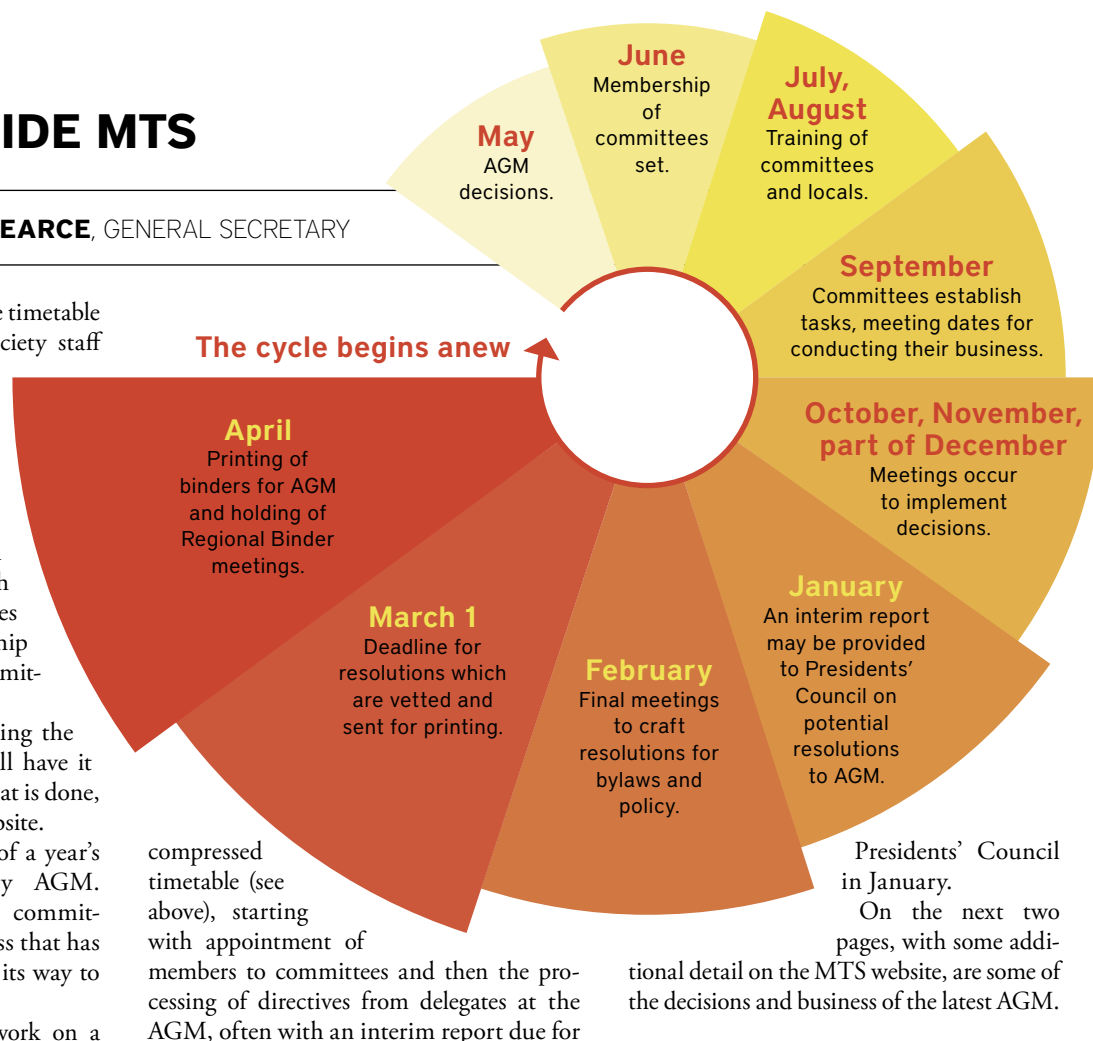 IDE MTS
EARCE, GENERAL SECRETARY
e timetable
ciety staff
h
es
hip
mit-
ing the
ll have it
at is done,
bsite.
of a year's
y AGM.
commit-
ss that has
its way to
work on a
compressed
timetable (see
above), starting
with appointment of
members to committees and then the pro-
cessing of directives from delegates at the
AGM, often with an interim report due for
Presidents' Council
in January.
On the next two
pages, with some addi-
tional detail on the MTS website, are some of
the decisions and business of the latest AGM.
May
AGM
decisions.
June
Membership
of
committees
set.
July,
August
Training of
committees
and locals.
September
Committees establish
tasks, meeting dates for
conducting their business.
October, November,
part of December
Meetings occur
to implement
decisions.
January
An interim report
may be provided
to Presidents'
Council on
potential
resolutions
to AGM.
February
Final meetings
to craft
resolutions for
bylaws and
policy.
March 1
Deadline for
resolutions which
are vetted and
sent for printing.
April
Printing of
binders for AGM
and holding of
Regional Binder
meetings.
The cycle begins anew